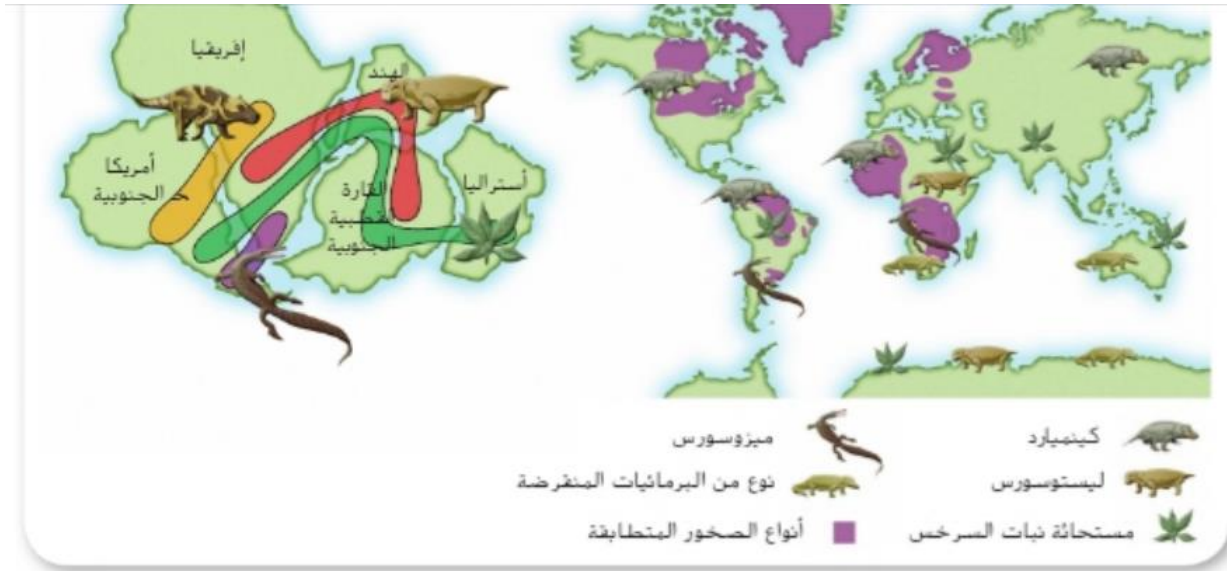 إفريقيا
الهند
أمريكا
الجنوبية
القارة
القطبية
الجنوبية
أستراليا
كينميارد
ميزوسورس
ليستوسورس
نوع من البرمائيات المنقرضة
مستحاثة نبات السرخس
أنواع الصخور المتطابقة